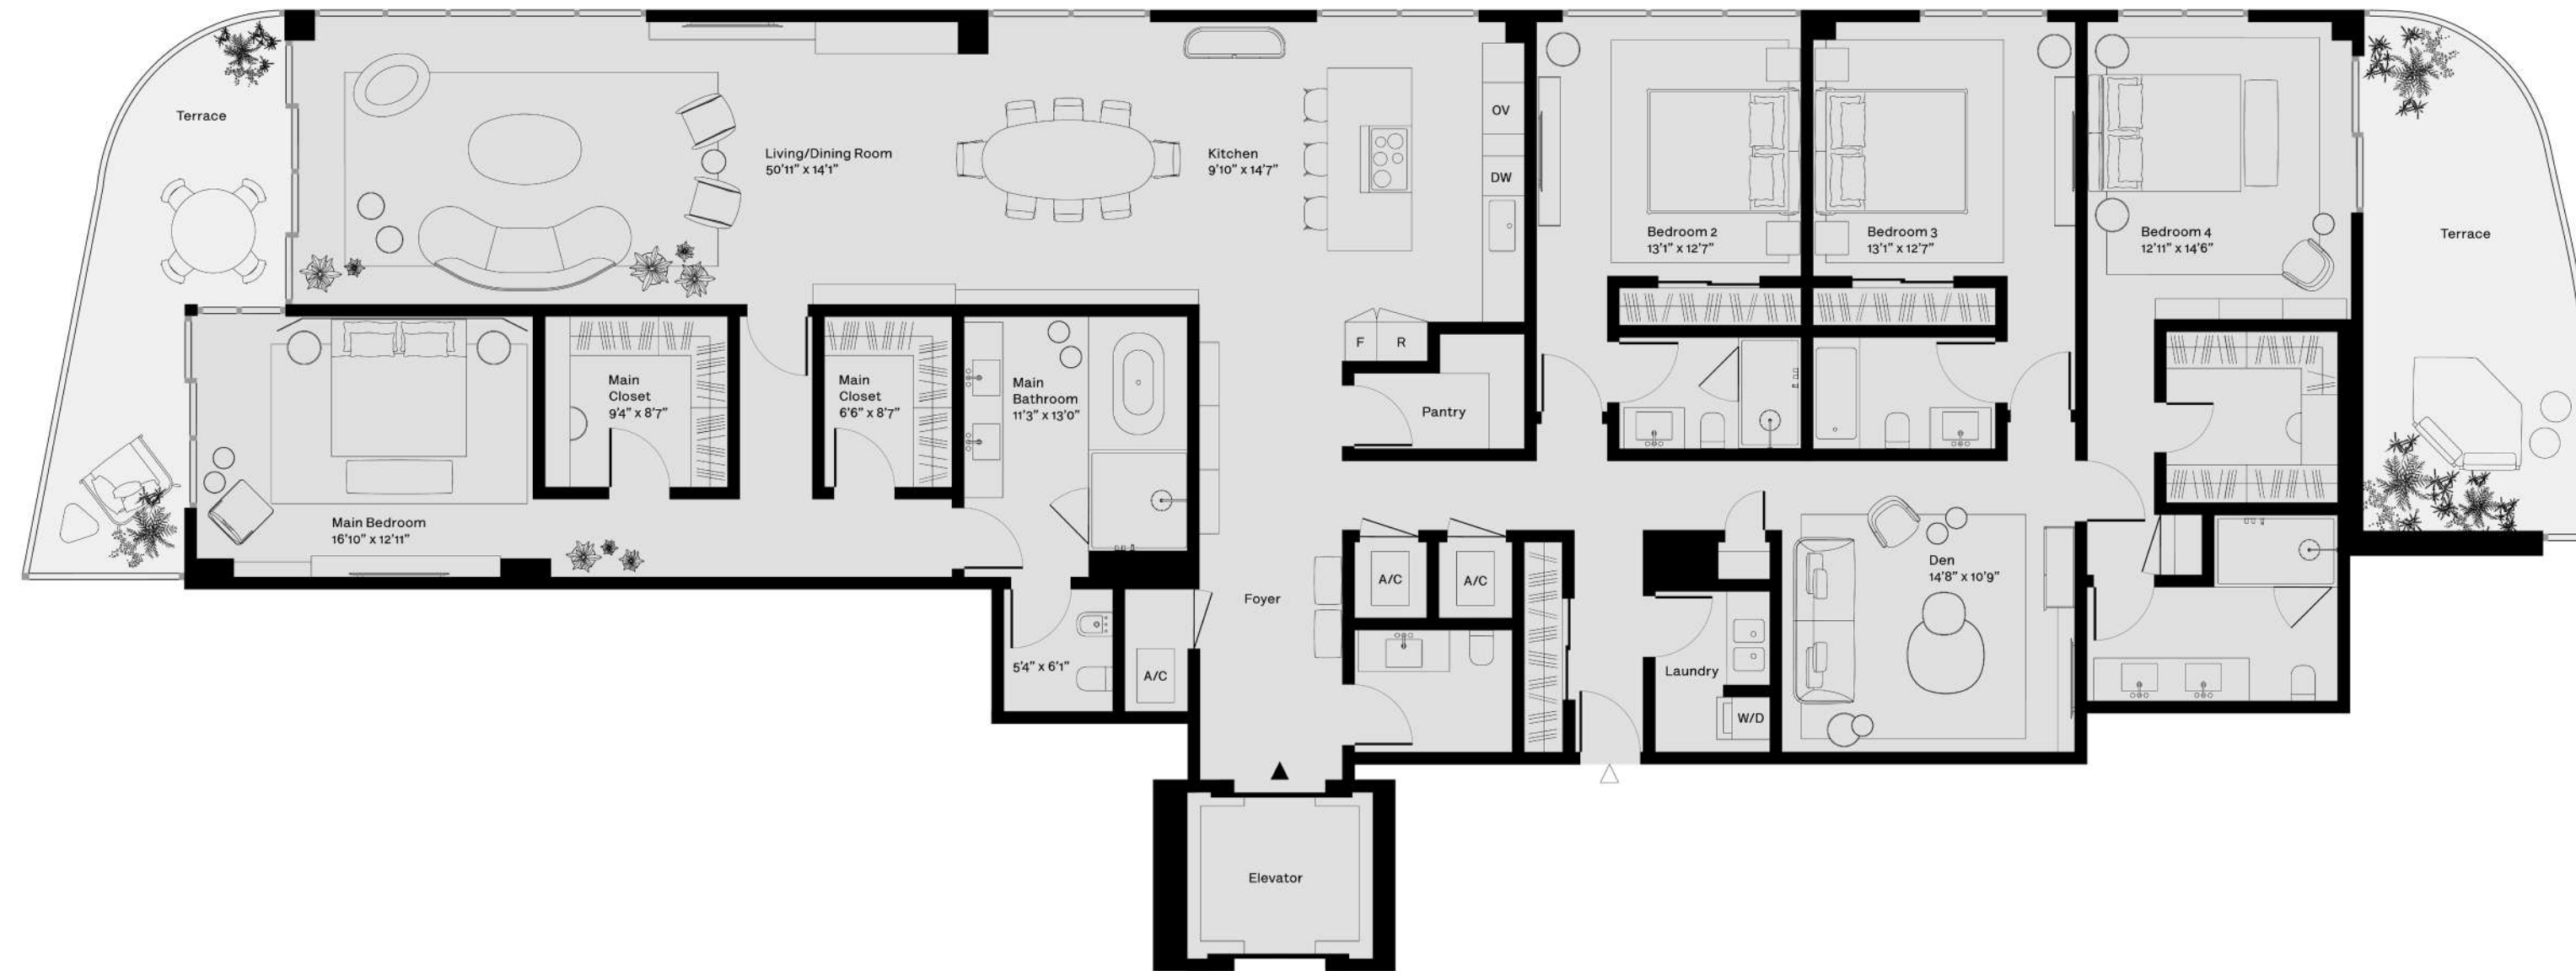 Terrace
Living/Dining Room
50'11" x 14'1"
Kitchen
9'10" x 14'7"
OV
DW
Bedroom 2
13'1" x 12'7"
Bedroom 3
13'1" x 12'7"
Bedroom 4
12'11" x 14'6"
Terrace
F
R
Main
Closet
9'4" x 8'7"
Main
Closet
6'6" x 8'7"
Main
Bathroom
11'3" x 13'0"
Pantry
Main Bedroom
16'10" x 12'11"
A/C
A/C
Den
14'8" x 10'9"
Foyer
5'4" x 6'1"
A/C
Laundry
W/D
Elevator